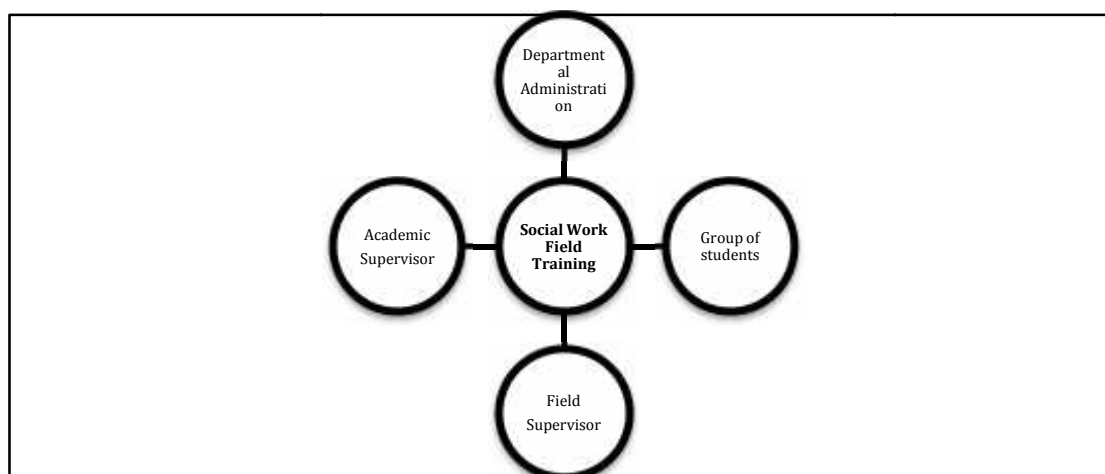 Department
al
Administrati
on
Academic
Supervisor
Social Work
Field
Training
Group of
students
Field
Supervisor